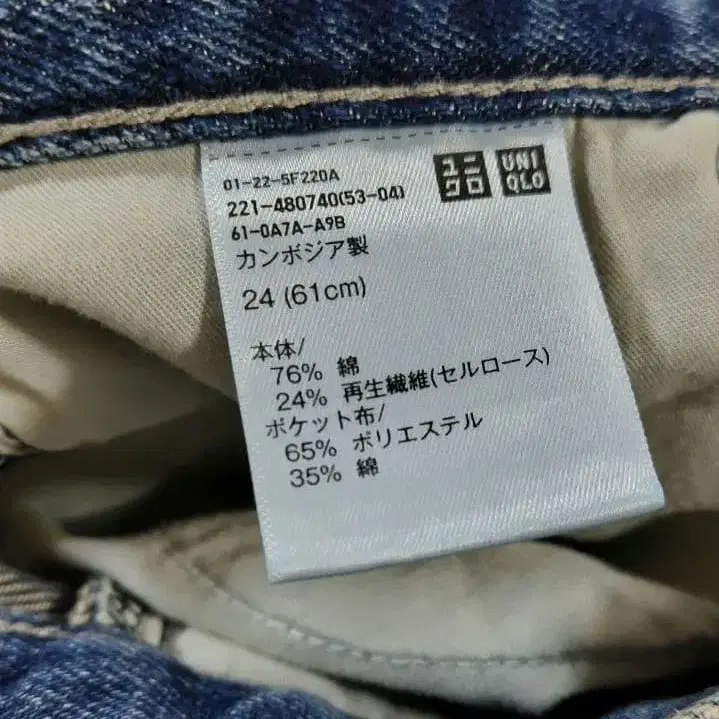 ユニ
クロ
UNI
QLO
01-22-5F220A
221-480740(53-04)
61-0A7A-A9B
カンボジア製
24 (61cm)
本体/
76% 綿
24% 再生繊維(セルロース)
ポケット布/
65% ポリエステル
35% 綿